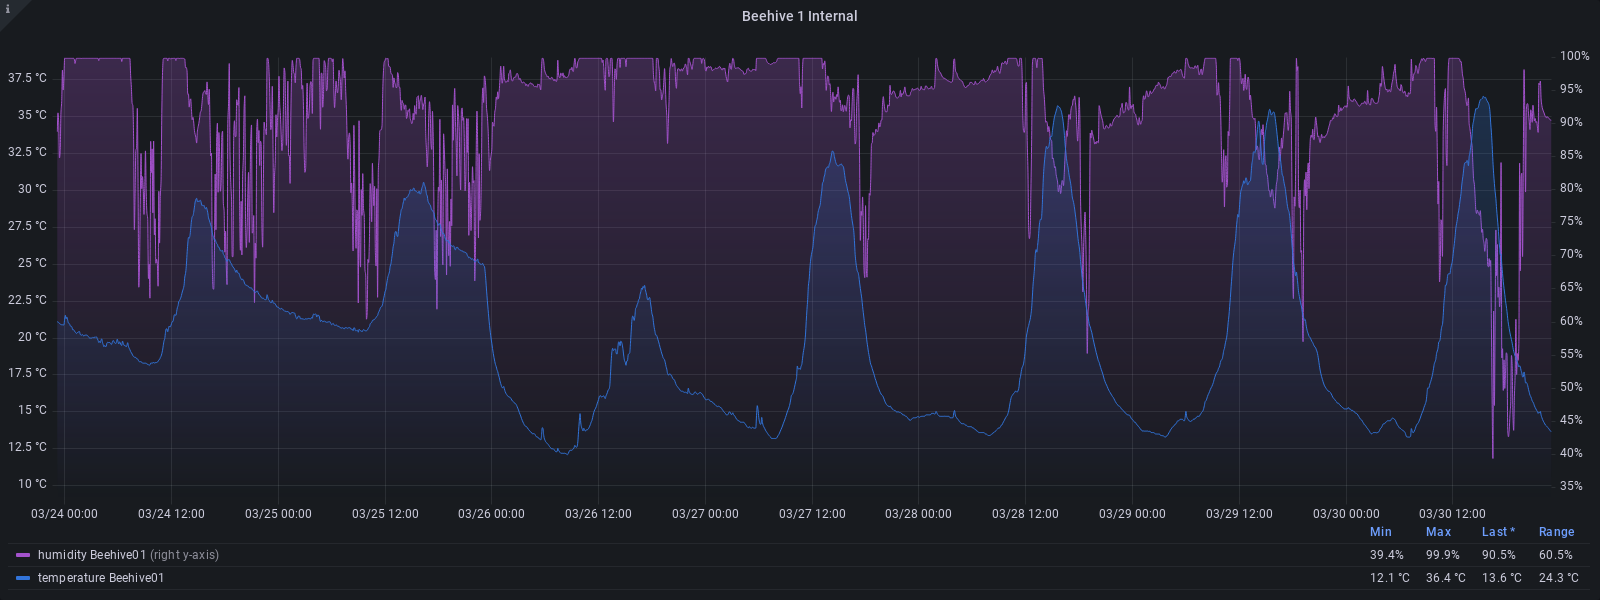 i
Beehive 1 Internal
37.5 °C
35 °C
32.5 °C
30 °C
27.5 °C
25 °C
22.5 °C
20 °C
17.5 °C
15 °C
12.5 °C
10 °C
100%
95%
90%
85%
80%
75%
70%
65%
60%
55%
50%
45%
40%
35%
03/24 00:00 03/24 12:00 03/25 00:00 03/25 12:00 03/26 00:00 03/26 12:00 03/27 00:00 03/27 12:00 03/28 00:00 03/28 12:00 03/29 00:00 03/29 12:00 03/30 00:00 03/30 12:00
Min Max Last * Range
humidity Beehive01 (right y-axis) 39.4% 99.9% 90.5% 60.5%
temperature Beehive01 12.1 °C 36.4 °C 13.6 °C 24.3 °C